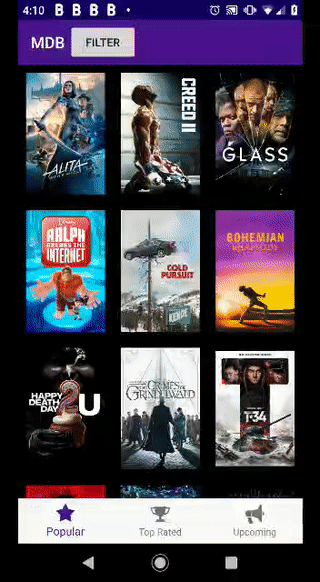 4:10 B B B B
MDB FILTER
ALITA
CREED II
GLASS
Disney
RALPH
BREAKS THE
INTERNET
COLD
PURSUIT
BOHEMIAN
RHAPSODY
HAPPY
DEATH
DAY
2U
THE CRIMES OF
GRINDELWALD
T-34
Popular Top Rated Upcoming